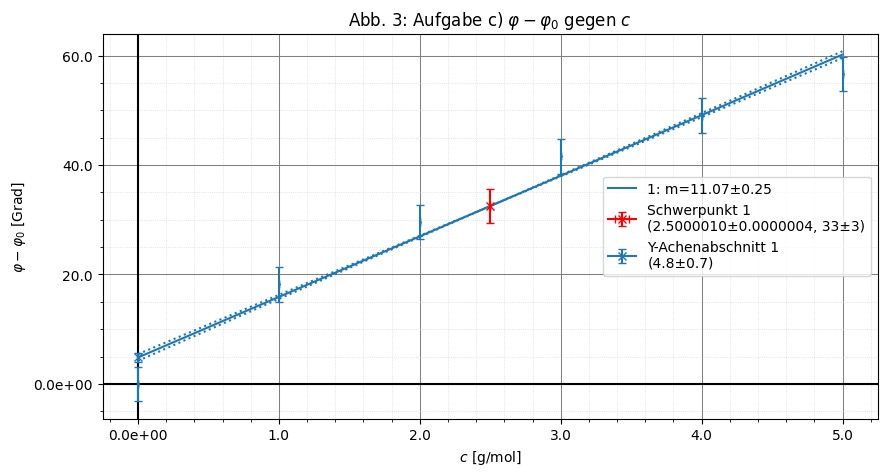 Abb. 3: Aufgabe c) φ − φ₀ gegen c
φ − φ₀ [Grad]
60.0
40.0
20.0
0.0e+00
0.0e+00
1.0
2.0
3.0
4.0
5.0
c [g/mol]
1: m=11.07±0.25
Schwerpunkt 1
(2.5000010±0.0000004, 33±3)
Y-Achenabschnitt 1
(4.8±0.7)